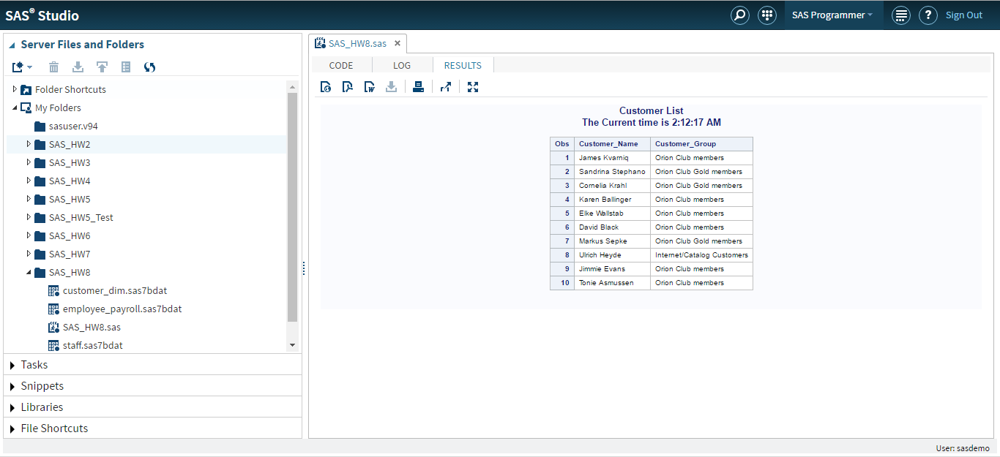 SAS® Studio
SAS Programmer
? Sign Out
Server Files and Folders
Folder Shortcuts
My Folders
sasuser.v94
SAS_HW2
SAS_HW3
SAS_HW4
SAS_HW5
SAS_HW5_Test
SAS_HW6
SAS_HW7
SAS_HW8
customer_dim.sas7bdat
employee_payroll.sas7bdat
SAS_HW8.sas
staff.sas7bdat
Tasks
Snippets
Libraries
File Shortcuts
SAS_HW8.sas
CODE LOG RESULTS
Customer List
The Current time is 2:12:17 AM
Obs Customer_Name Customer_Group
1 James Kvarniq Orion Club members
2 Sandrina Stephano Orion Club Gold members
3 Cornelia Krahl Orion Club Gold members
4 Karen Ballinger Orion Club members
5 Elke Wallstab Orion Club members
6 David Black Orion Club members
7 Markus Sepke Orion Club Gold members
8 Ulrich Heyde Internet/Catalog Customers
9 Jimmie Evans Orion Club members
10 Tonie Asmussen Orion Club members
User: sasdemo